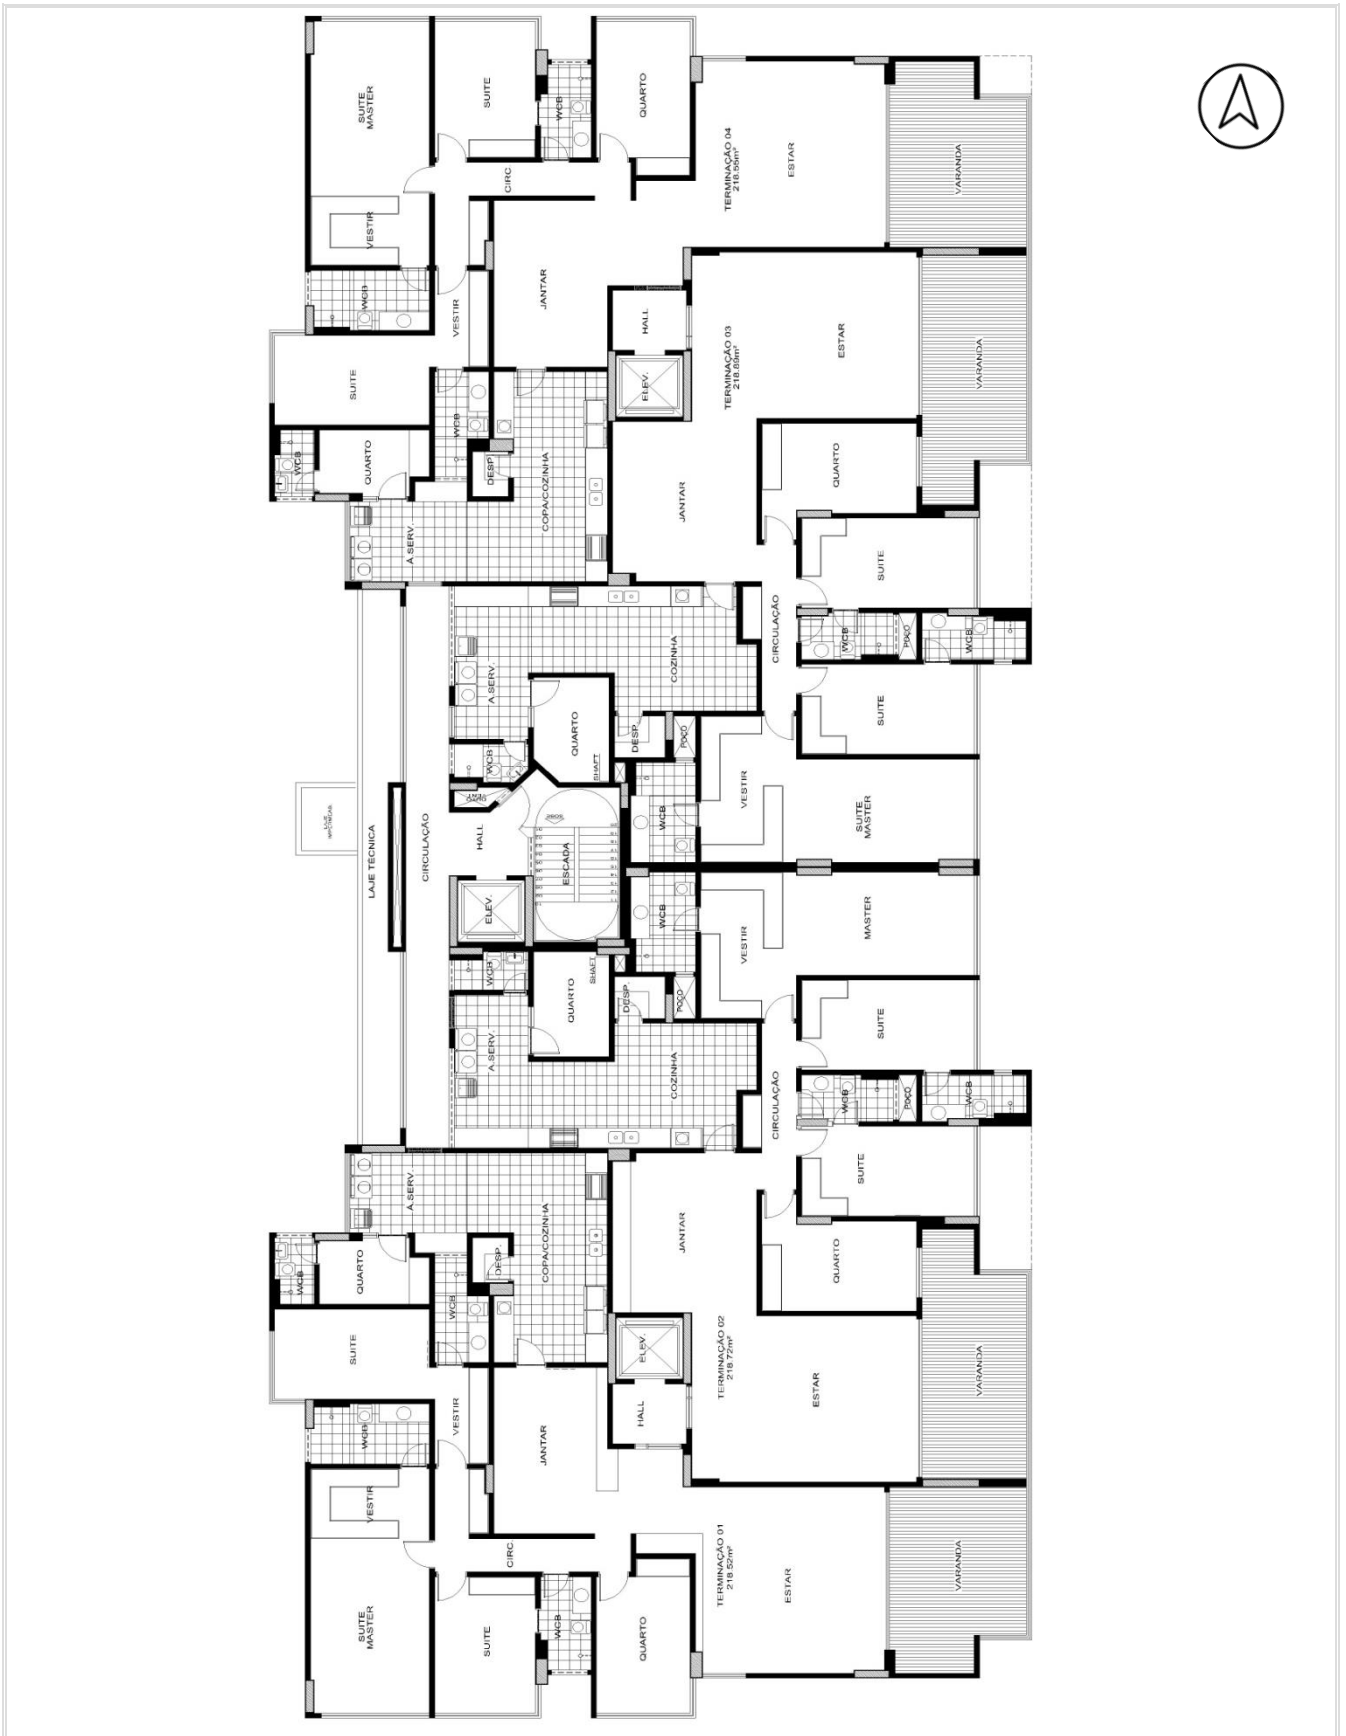 SUITE
MASTER
SUITE
WCB
QUARTO
TERMINAÇÃO 04
218.55m²
ESTAR
VARANDA
CIRC.
VESTIR
JANTAR
WCB
VESTIR
HALL
ELEV.
SUITE
WCB
QUARTO
WCB
DESP.
COPA/COZINHA
A.SERV.
TERMINAÇÃO 03
218.89m²
ESTAR
VARANDA
JANTAR
QUARTO
SUITE
CIRCULAÇÃO
WCB
POÇO
WCB
SUITE
COZINHA
A.SERV.
QUARTO
DESP.
POÇO
SHAFT
WCB
VESTIR
SUITE
MASTER
WCB
HALL
ESCADA
ELEV.
LAJE TÉCNICA
CIRCULAÇÃO
WCB
VESTIR
MASTER
WCB
QUARTO
SHAFT
DESP.
POÇO
A.SERV.
COZINHA
SUITE
CIRCULAÇÃO
WCB
POÇO
WCB
SUITE
JANTAR
QUARTO
TERMINAÇÃO 02
218.72m²
ESTAR
VARANDA
A.SERV.
COPA/COZINHA
DESP.
WCB
QUARTO
WCB
SUITE
ELEV.
HALL
VESTIR
WCB
JANTAR
VESTIR
CIRC.
TERMINAÇÃO 01
218.52m²
ESTAR
VARANDA
SUITE
MASTER
SUITE
WCB
QUARTO